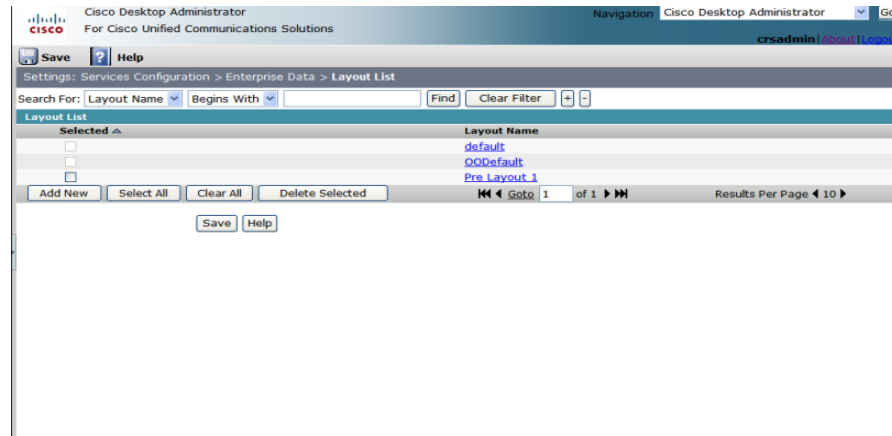 Cisco Desktop Administrator
For Cisco Unified Communications Solutions
CISCO
Navigation Cisco Desktop Administrator
crsadmin|About|Logou
Save ? Help
Settings: Services Configuration > Enterprise Data > Layout List
Search For: Layout Name Begins With Find Clear Filter + -
Layout List
Selected Layout Name
default
OODefault
Pre Layout 1
Add New Select All Clear All Delete Selected Goto 1 of 1 Results Per Page 10
Save Help